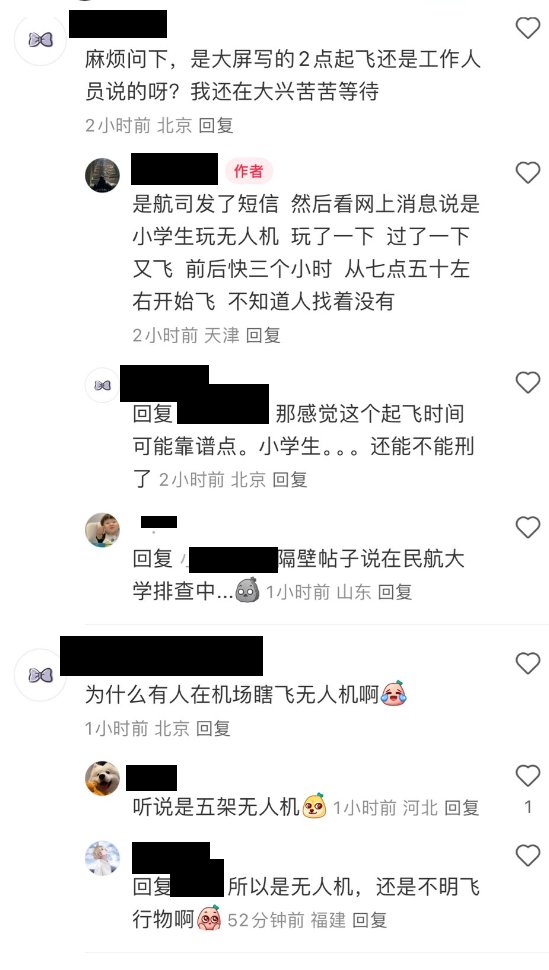 麻烦问下，是大屏写的2点起飞还是工作人
员说的呀？我还在大兴苦苦等待
2小时前 北京 回复
作者
是航司发了短信 然后看网上消息说是
小学生玩无人机 玩了一下 过了一下
又飞 前后快三个小时 从七点五十左
右开始飞 不知道人找着没有
2小时前 天津 回复
回复 那感觉这个起飞时间
可能靠谱点。小学生。。。还能不能刑
了 2小时前 北京 回复
回复 隔壁帖子说在民航大
学排查中... 1小时前 山东 回复
为什么有人在机场瞎飞无人机啊
1小时前 北京 回复
听说是五架无人机 1小时前 河北 回复
1
回复 所以是无人机，还是不明飞
行物啊 52分钟前 福建 回复